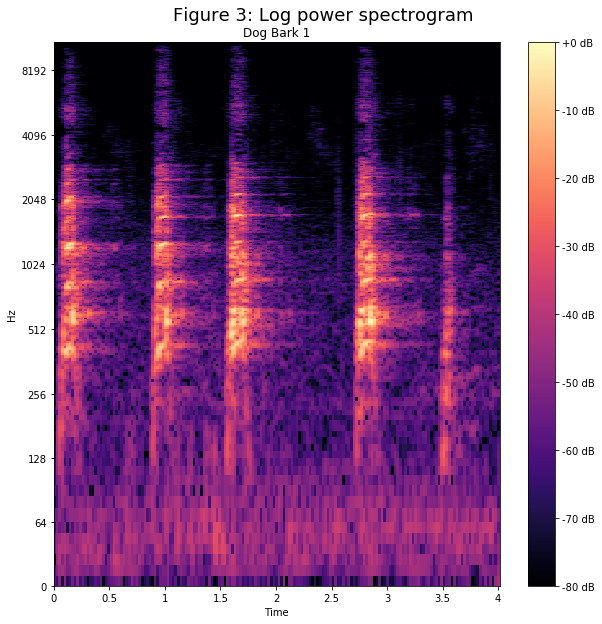 Figure 3: Log power spectrogram
Dog Bark 1
8192
4096
2048
1024
512
256
128
64
0
Hz
0
0.5
1
1.5
2
2.5
3
3.5
4
Time
+0 dB
-10 dB
-20 dB
-30 dB
-40 dB
-50 dB
-60 dB
-70 dB
-80 dB